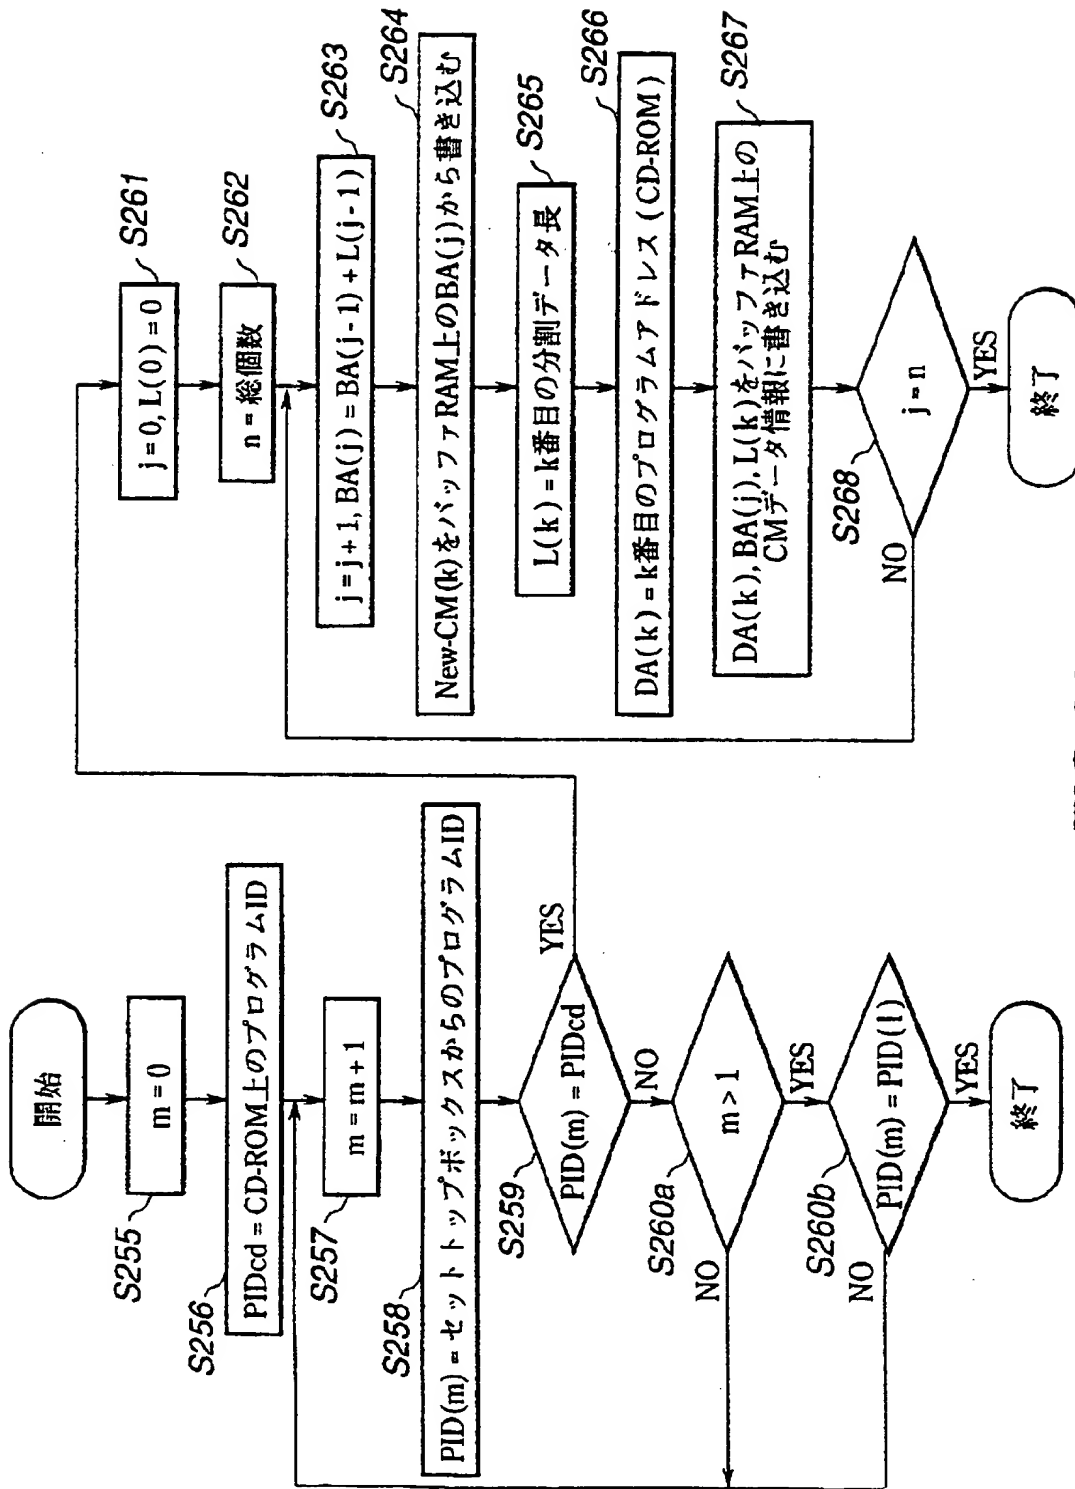 開始
S255
m = 0
S256
PIDcd = CD-ROM上のプログラムID
S257
m = m + 1
S258
PID(m) = セットトップボックスからのプログラムID
S259
PID(m) = PIDcd
YES
NO
S260a
m > 1
NO
YES
S260b
PID(m) = PID(1)
NO
YES
終了
S261
j = 0, L(0) = 0
S262
n = 総個数
S263
j = j + 1, BA(j) = BA(j-1) + L(j-1)
S264
New-CM(k)をバッファRAM上のBA(j)から書き込む
S265
L(k) = k番目の分割データ長
S266
DA(k) = k番目のプログラムアドレス(CD-ROM)
S267
DA(k), BA(j), L(k)をバッファRAM上の
CMデータ情報に書き込む
S268
j = n
NO
YES
終了